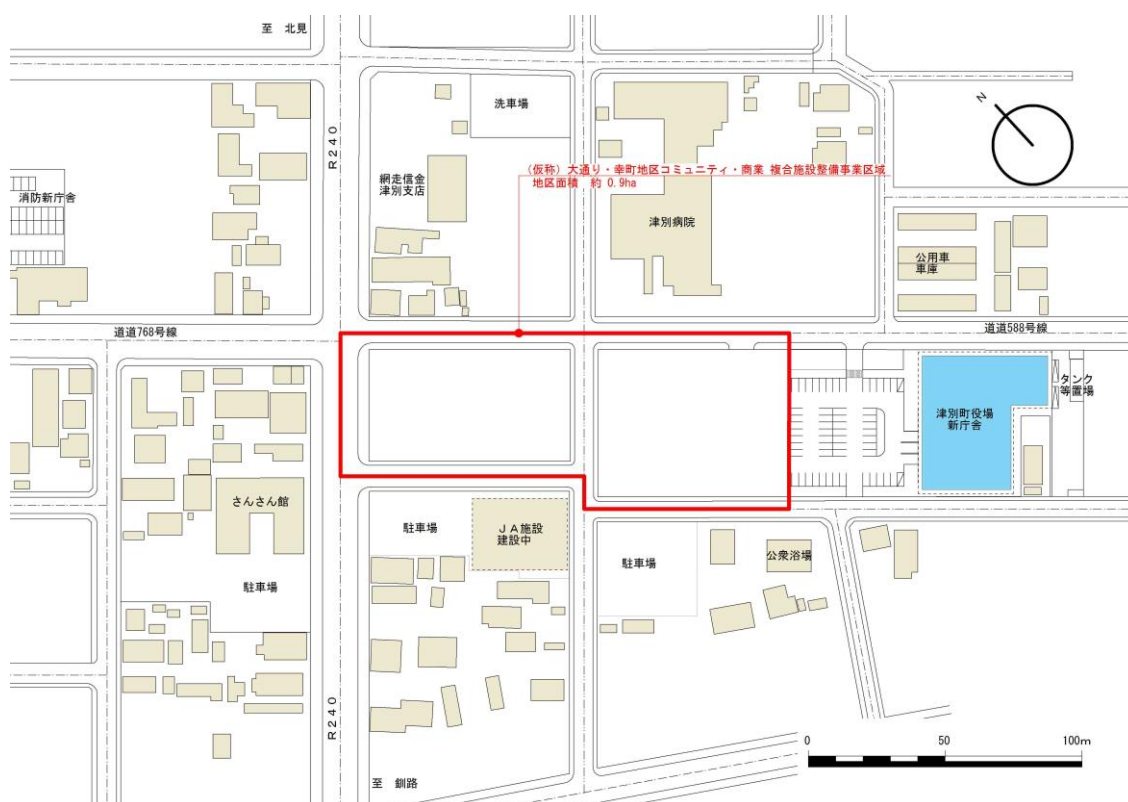 至 北見
R240
洗車場
N
(仮称)大通り・幸町地区コミュニティ・商業 複合施設整備事業区域
地区面積 約 0.9ha
網走信金
津別支店
消防新庁舎
津別病院
公用車
車庫
道道768号線
道道588号線
タンク
等置場
津別町役場
新庁舎
さんさん館
駐車場
JA施設
建設中
駐車場
公衆浴場
駐車場
R240
至 釧路
0 50 100m